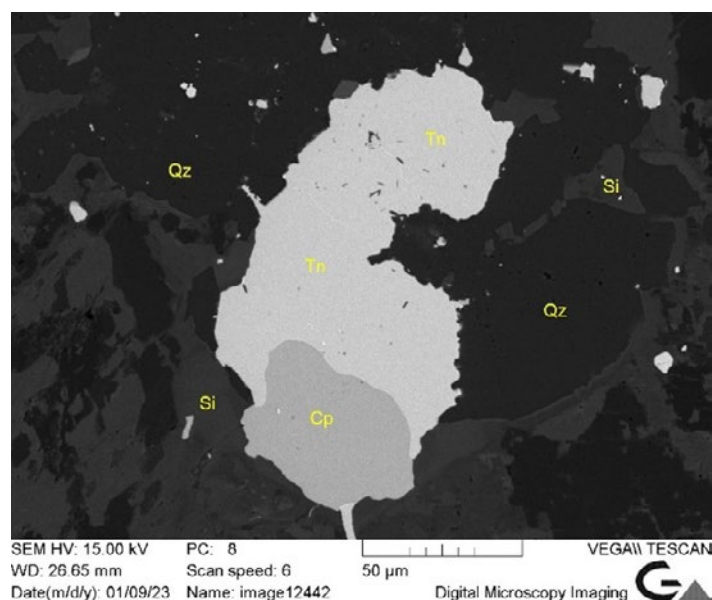 Tn
Qz
Si
Tn
Qz
Si
Cp
SEM HV: 15.00 kV PC: 8 VEGA\\ TESCAN
WD: 26.65 mm Scan speed: 6 50 µm
Date(m/d/y): 01/09/23 Name: image12442 Digital Microscopy Imaging